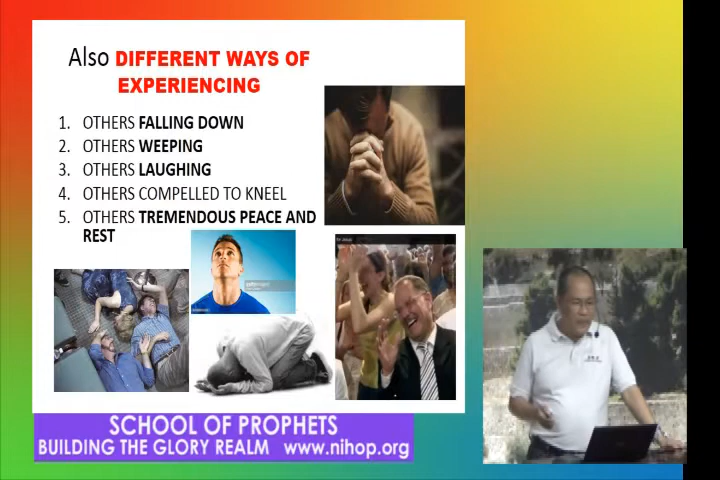 Also DIFFERENT WAYS OF
EXPERIENCING
1. OTHERS FALLING DOWN
2. OTHERS WEEPING
3. OTHERS LAUGHING
4. OTHERS COMPELLED TO KNEEL
5. OTHERS TREMENDOUS PEACE AND
REST
SCHOOL OF PROPHETS
BUILDING THE GLORY REALM www.nihop.org